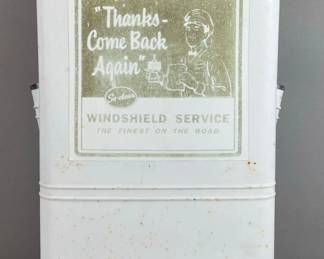 "Thanks-
Come Back
Again"
WINDSHIELD SERVICE
THE FINEST ON THE ROAD